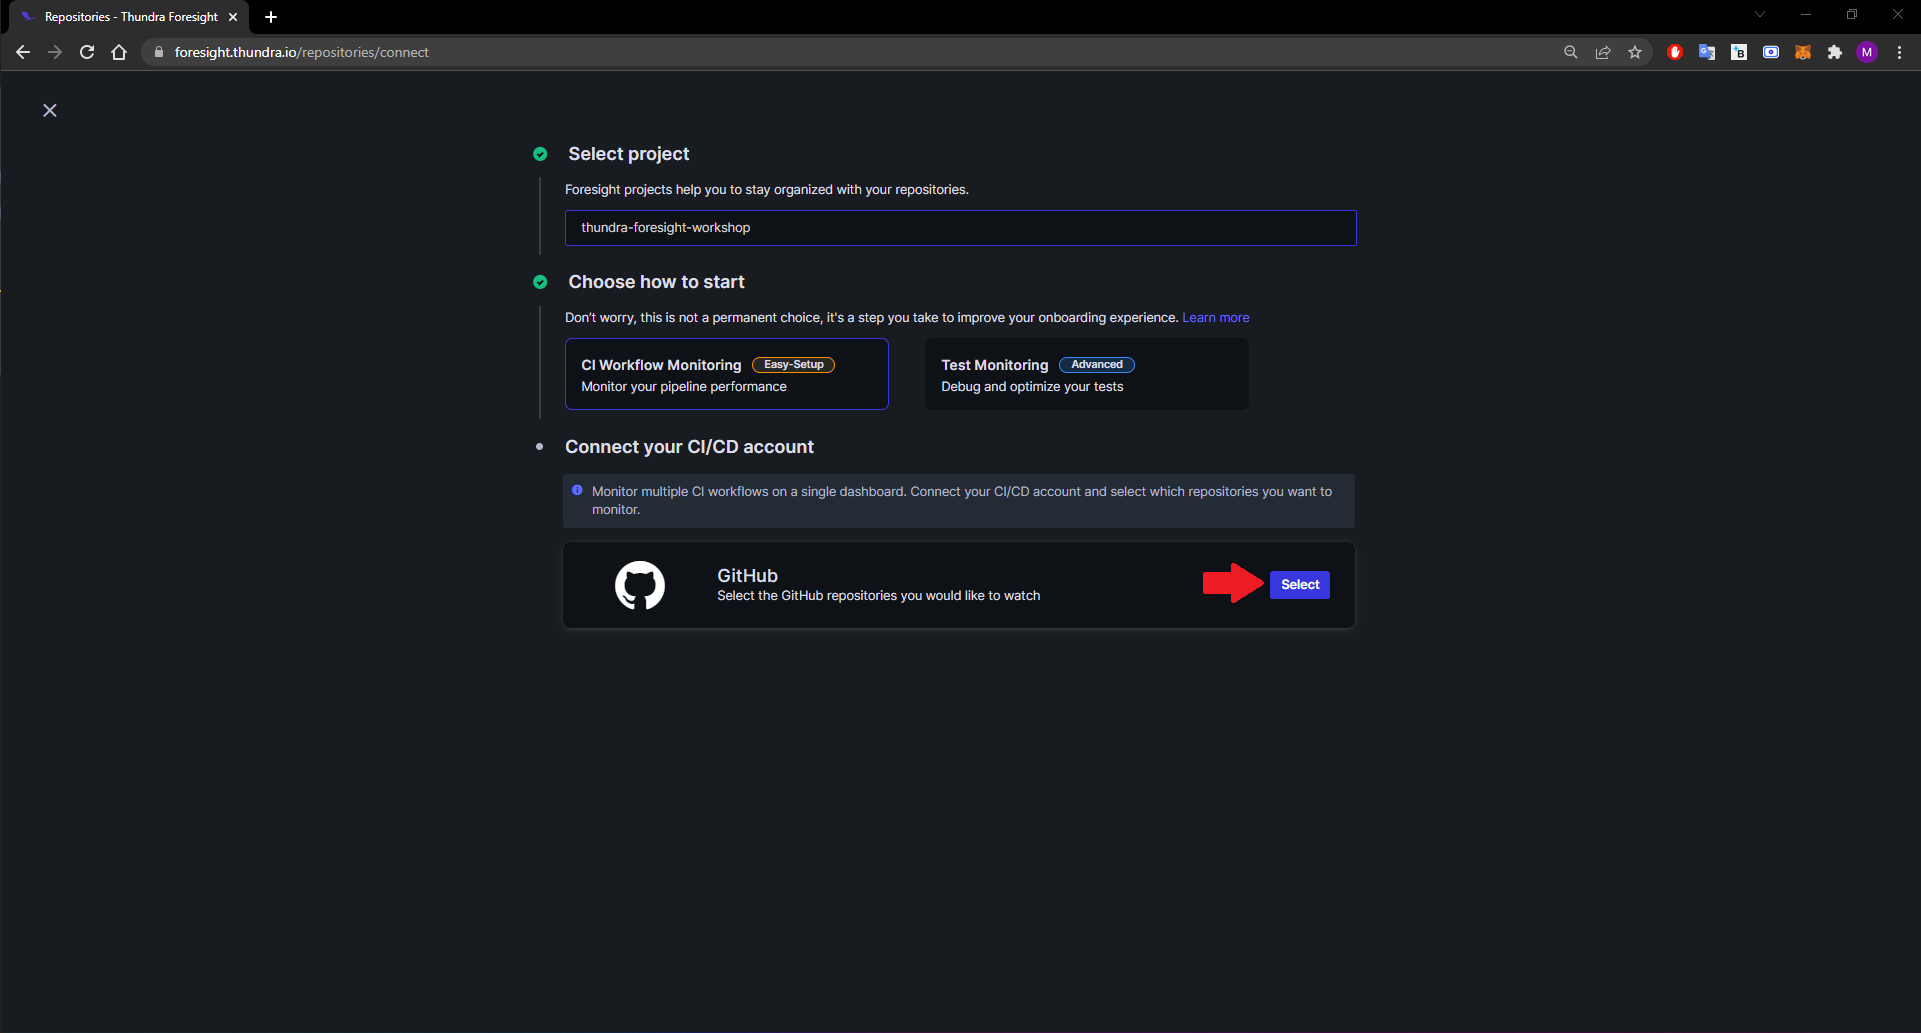 Repositories - Thundra Foresight
foresight.thundra.io/repositories/connect
B
M
Select project
Foresight projects help you to stay organized with your repositories.
thundra-foresight-workshop
Choose how to start
Don't worry, this is not a permanent choice, it's a step you take to improve your onboarding experience. Learn more
CI Workflow Monitoring Easy-Setup
Monitor your pipeline performance
Test Monitoring Advanced
Debug and optimize your tests
Connect your CI/CD account
Monitor multiple CI workflows on a single dashboard. Connect your CI/CD account and select which repositories you want to
monitor.
GitHub
Select the GitHub repositories you would like to watch
Select